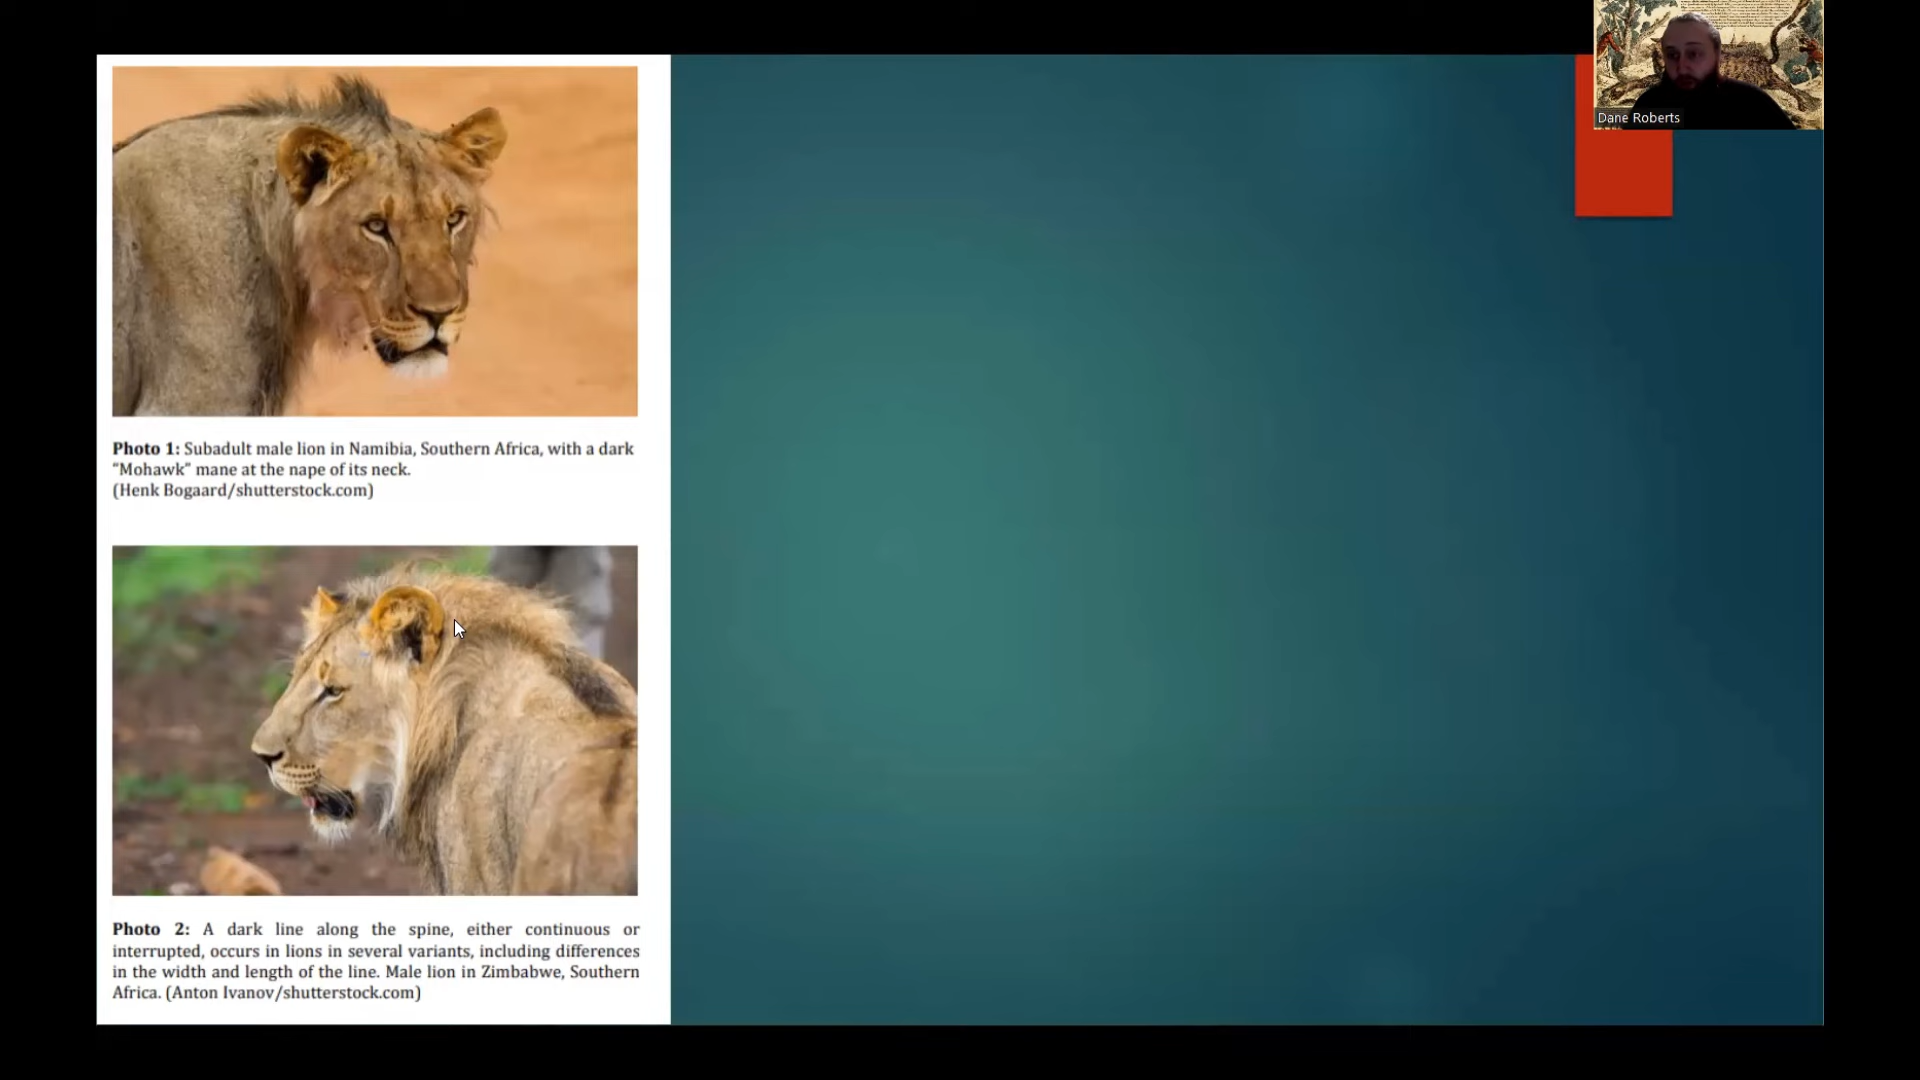 Dane Roberts
Photo 1: Subadult male lion in Namibia, Southern Africa, with a dark
“Mohawk” mane at the nape of its neck.
(Henk Bogaard/shutterstock.com)
Photo 2: A dark line along the spine, either continuous or
interrupted, occurs in lions in several variants, including differences
in the width and length of the line. Male lion in Zimbabwe, Southern
Africa. (Anton Ivanov/shutterstock.com)